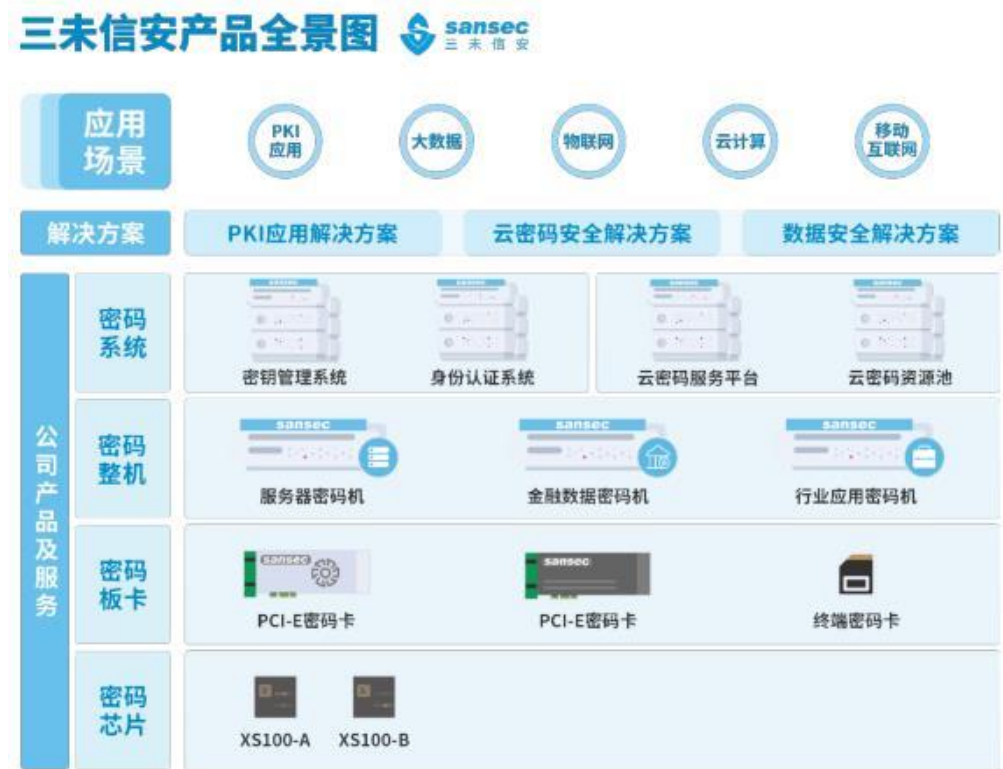 三未信安产品全景图
sansec
三未信安
应用
场景
PKI
应用
大数据
物联网
云计算
移动
互联网
解决方案
PKI应用解决方案
云密码安全解决方案
数据安全解决方案
公司产品及服务
密码
系统
密钥管理系统
身份认证系统
云密码服务平台
云密码资源池
密码
整机
sansec
sansec
sansec
服务器密码机
金融数据密码机
行业应用密码机
密码
板卡
sansec
sansec
PCI-E密码卡
PCI-E密码卡
终端密码卡
密码
芯片
XS100-A
XS100-B